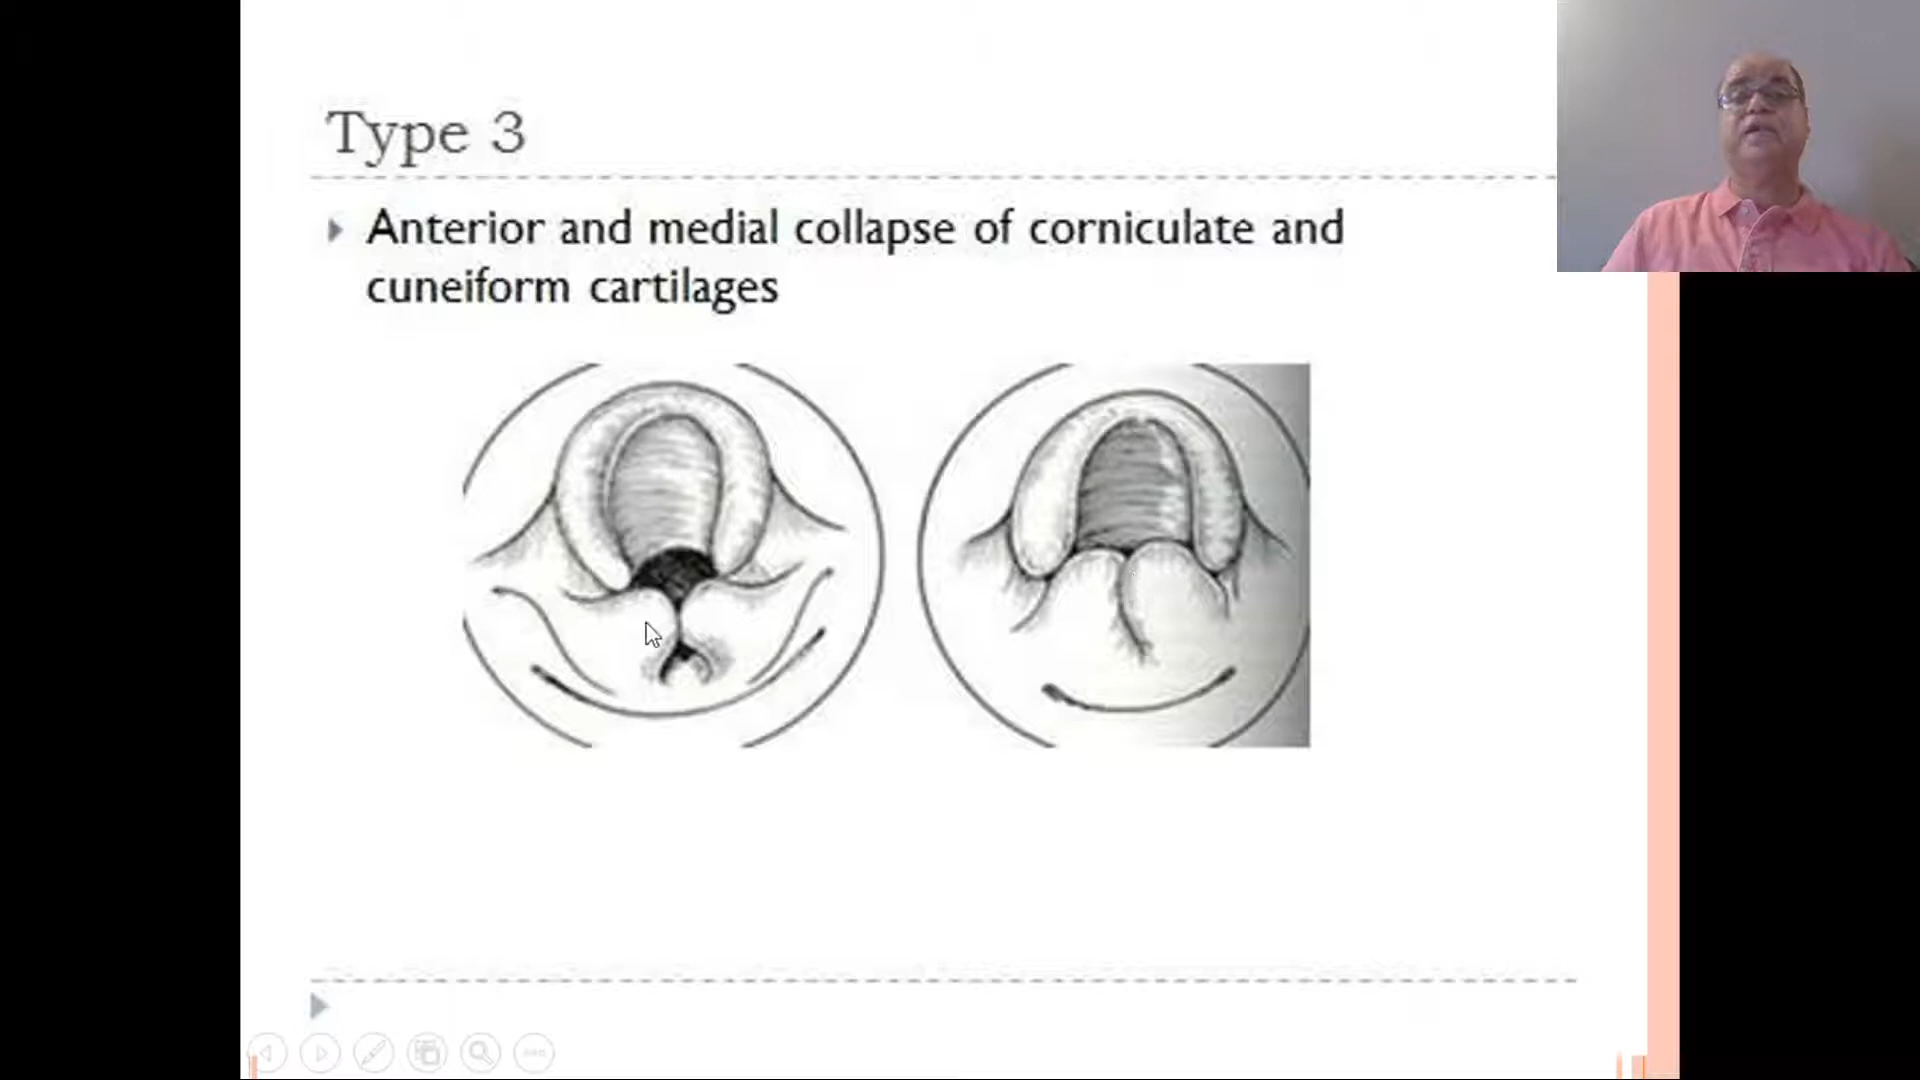 Type 3
Anterior and medial collapse of corniculate and
cuneiform cartilages